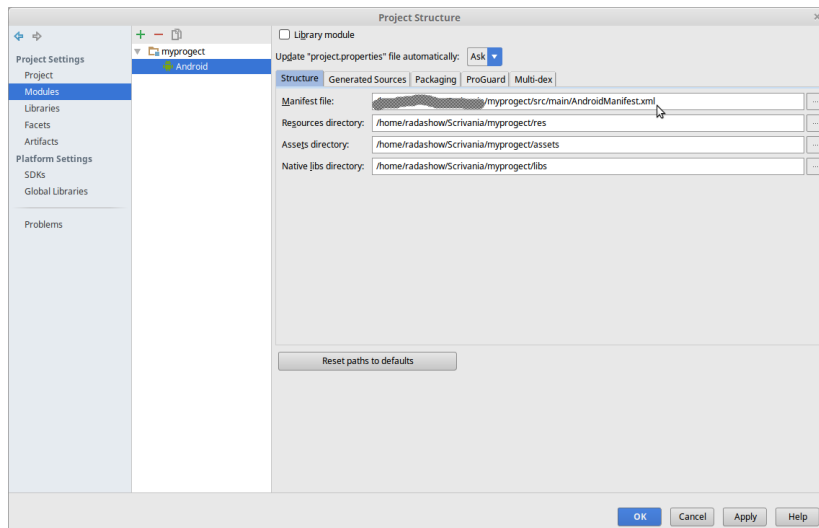 Project Structure
Project Settings
Project
Modules
Libraries
Facets
Artifacts
Platform Settings
SDKs
Global Libraries
Problems
myprogect
Android
Library module
Update "project.properties" file automatically: Ask
Structure Generated Sources Packaging ProGuard Multi-dex
Manifest file: /myprogect/src/main/AndroidManifest.xml ...
Resources directory: /home/radashow/Scrivania/myprogect/res ...
Assets directory: /home/radashow/Scrivania/myprogect/assets ...
Native libs directory: /home/radashow/Scrivania/myprogect/libs ...
Reset paths to defaults
OK Cancel Apply Help